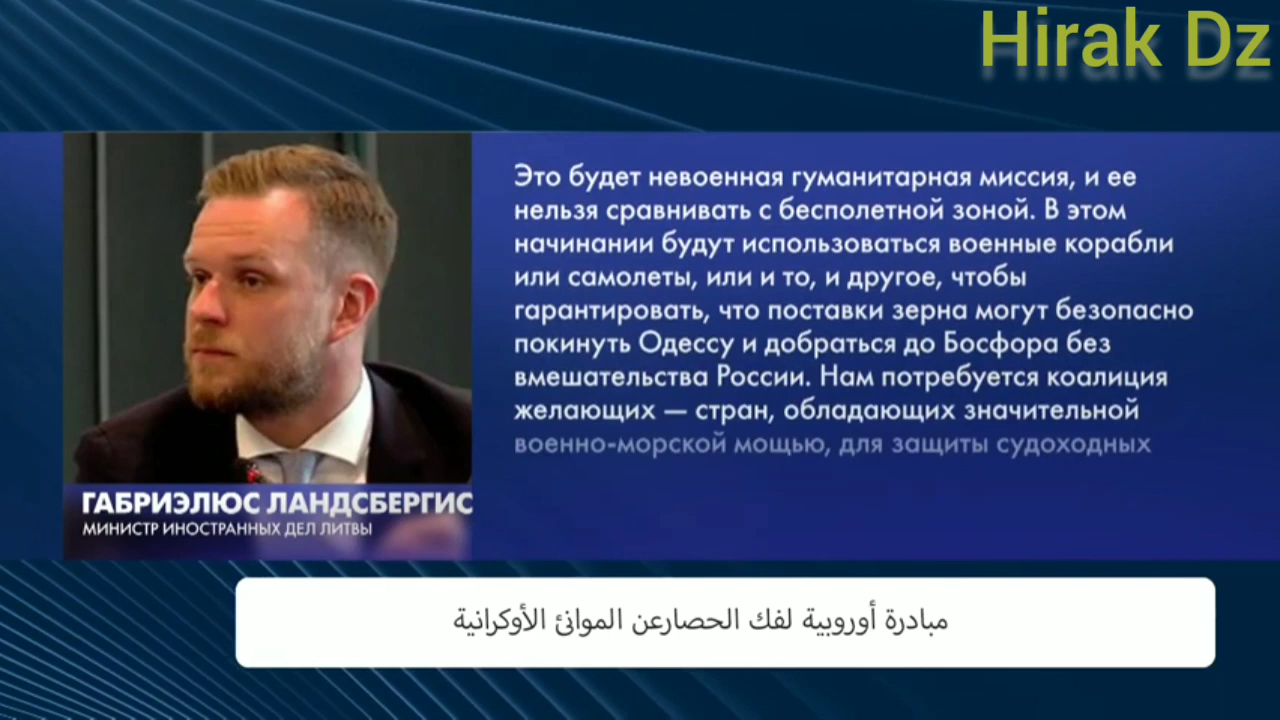 Hirak Dz
Это будет невоенная гуманитарная миссия, и ее
нельзя сравнивать с бесполетной зоной. В этом
начинании будут использоваться военные корабли
или самолеты, или и то, и другое, чтобы
гарантировать, что поставки зерна могут безопасно
покинуть Одессу и добраться до Босфора без
вмешательства России. Нам потребуется коалиция
желающих — стран, обладающих значительной
военно-морской мощью, для защиты судоходных
ГАБРИЭЛЮС ЛАНДСБЕРГИС
МИНИСТР ИНОСТРАННЫХ ДЕЛ ЛИТВЫ
مبادرة أوروبية لفك الحصارعن الموانئ الأوكرانية